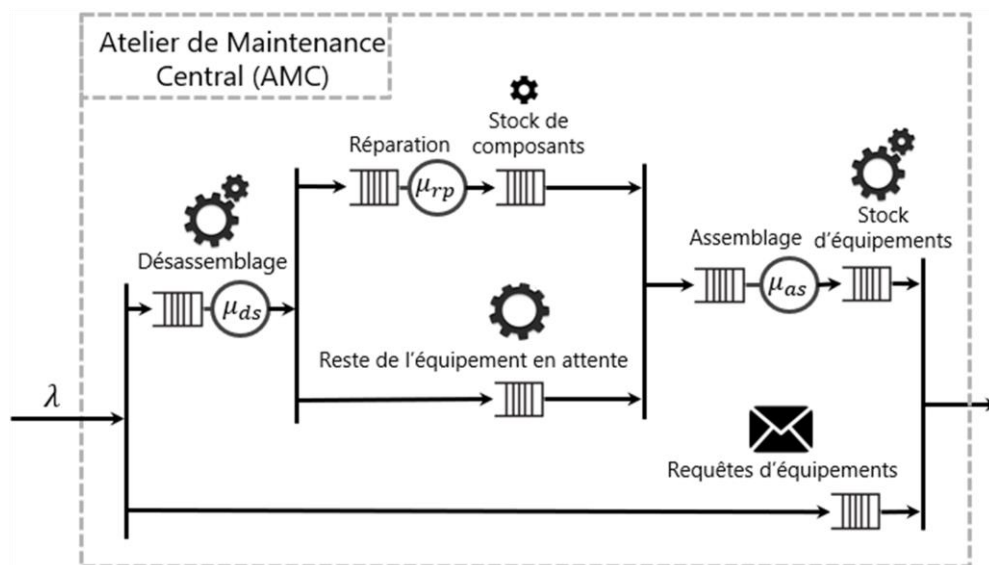 Atelier de Maintenance
Central (AMC)
Réparation
Stock de
composants
μrp
Désassemblage
μds
Assemblage
Stock
d'équipements
μas
Reste de l'équipement en attente
λ
Requêtes d'équipements